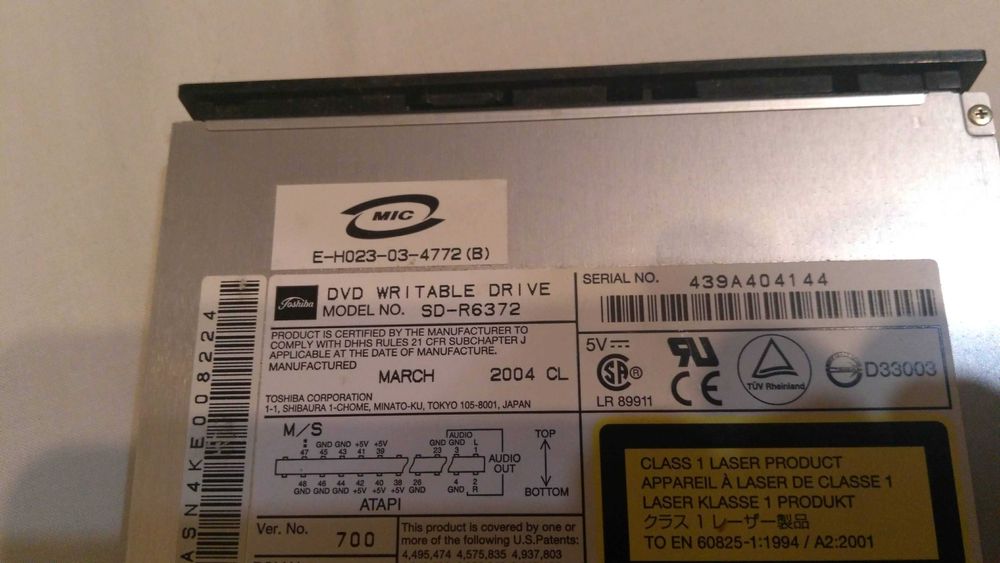 MIC
E-H023-03-4772 (B)
ASN4KE008224
Toshiba
DVD WRITABLE DRIVE
MODEL NO. SD-R6372
SERIAL NO. 439A404144
PRODUCT IS CERTIFIED BY THE MANUFACTURER TO
COMPLY WITH DHHS RULES 21 CFR SUBCHAPTER J
APPLICABLE AT THE DATE OF MANUFACTURE.
MANUFACTURED
MARCH 2004 CL
TOSHIBA CORPORATION
1-1, SHIBAURA 1-CHOME, MINATO-KU, TOKYO 105-8001, JAPAN
5V
SA ®
LR 89911
UR
CE
TÜV Rheinland
D33003
M/S
AUDIO
GND GND +5V +5V GND GND L
47 45 43 41 39 23 3 1
AUDIO
OUT
48 46 44 42 40 38 26 4 2
GND GND GND +5V +5V +5V GND GND R
ATAPI
TOP
BOTTOM
Ver. No. 700
This product is covered by one or
more of the following U.S.Patents:
4,495,474 4,575,835 4,937,803
CLASS 1 LASER PRODUCT
APPAREIL À LASER DE CLASSE 1
LASER KLASSE 1 PRODUKT
クラス 1 レーザー製品
TO EN 60825-1:1994 / A2:2001